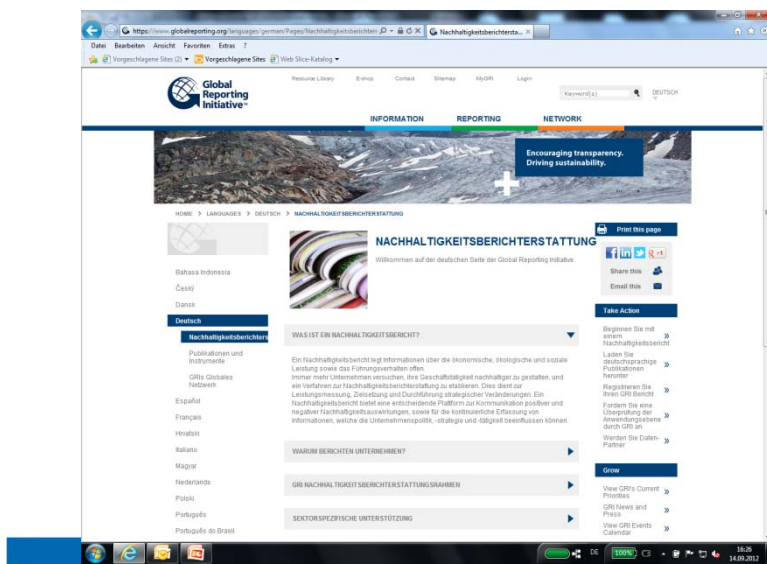 https://www.globalreporting.org/languages/german/Pages/Nachhaltigkeitsberichten
Nachhaltigkeitsberichtersta...
Datei Bearbeiten Ansicht Favoriten Extras ?
Vorgeschlagene Sites (2) Vorgeschlagene Sites Web Slice-Katalog
Resource Library E-shop Contact Sitemap MyGRI Login
Global
Reporting
Initiative™
Keyword(s)
DEUTSCH
INFORMATION REPORTING NETWORK
Encouraging transparency.
Driving sustainability.
HOME > LANGUAGES > DEUTSCH > NACHHALTIGKEITSBERICHTERSTATTUNG
Bahasa Indonesia
Český
Dansk
Deutsch
Nachhaltigkeitsberichters
Publikationen und
Instrumente
GRIs Globales
Netzwerk
Español
Français
Hrvatski
Italiano
Magyar
Nederlands
Polski
Português
Português do Brasil
NACHHALTIGKEITSBERICHTERSTATTUNG
Willkommen auf der deutschen Seite der Global Reporting Initiative.
WAS IST EIN NACHHALTIGKEITSBERICHT?
Ein Nachhaltigkeitsbericht legt Informationen über die ökonomische, ökologische und soziale
Leistung sowie das Führungsverhalten offen.
Immer mehr Unternehmen versuchen, ihre Geschäftstätigkeit nachhaltiger zu gestalten, und
ein Verfahren zur Nachhaltigkeitsberichterstattung zu etablieren. Dies dient zur
Leistungsmessung, Zielsetzung und Durchführung strategischer Veränderungen. Ein
Nachhaltigkeitsbericht bietet eine entscheidende Plattform zur Kommunikation positiver und
negativer Nachhaltigkeitsauswirkungen, sowie für die kontinuierliche Erfassung von
Informationen, welche die Unternehmenspolitik, -strategie und -tätigkeit beeinflussen können.
WARUM BERICHTEN UNTERNEHMEN?
GRI NACHHALTIGKEITSBERICHTERSTATTUNGSRAHMEN
SEKTORSPEZIFISCHE UNTERSTÜTZUNG
Print this page
Share this
Email this
Take Action
Beginnen Sie mit
einem
Nachhaltigkeitsbericht
Laden Sie
deutschsprachige
Publikationen
herunter
Registrieren Sie
Ihren GRI Bericht
Fordern Sie eine
Überprüfung der
Anwendungsebene
durch GRI an
Werden Sie Daten-
Partner
Grow
View GRI's Current
Priorities
GRI News and
Press
View GRI Events
Calendar
DE 100% 16:26
14.09.2012